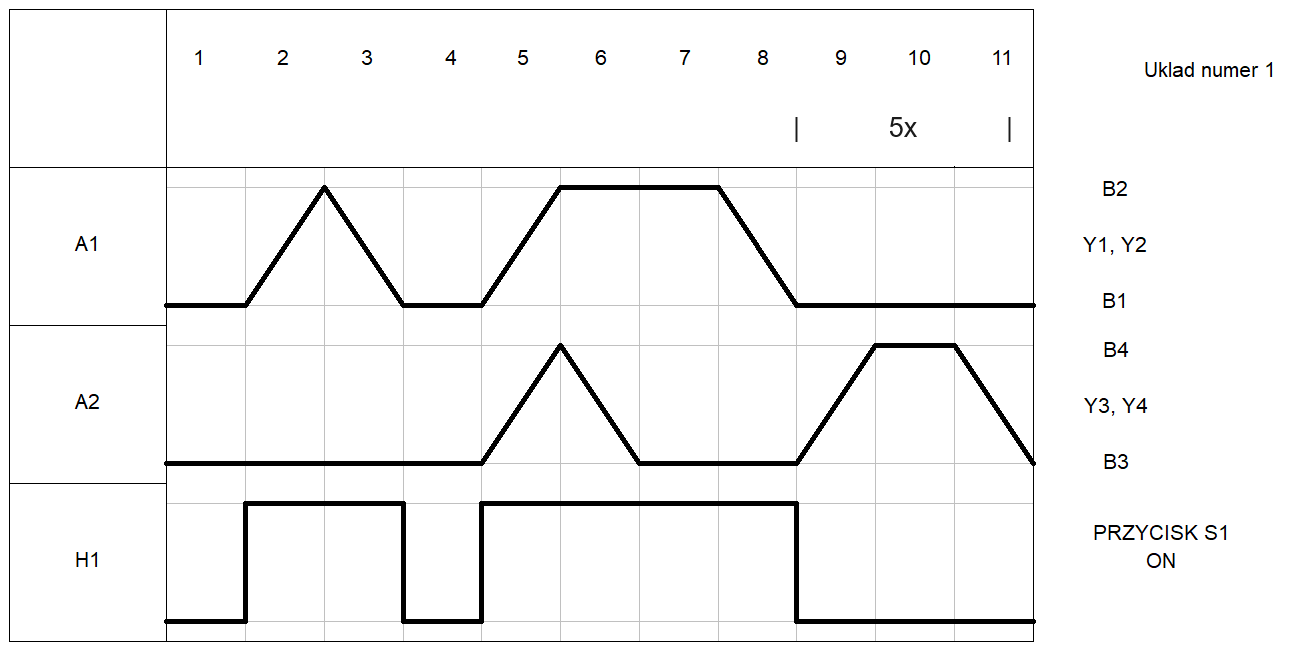 1 2 3 4 5 6 7 8 9 10 11
Uklad numer 1
| 5x |
B2
A1
Y1, Y2
B1
B4
A2
Y3, Y4
B3
PRZYCISK S1
ON
H1